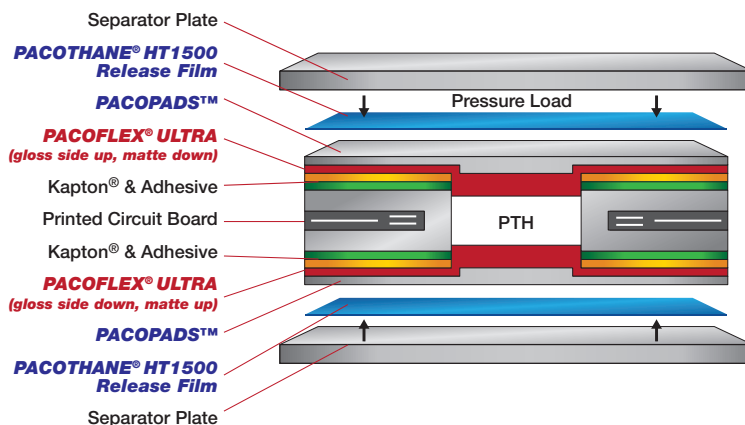 Separator Plate
PACOTHANE® HT1500
Release Film
PACOPADS™
PACOFLEX® ULTRA
(gloss side up, matte down)
Kapton® & Adhesive
Printed Circuit Board
Kapton® & Adhesive
PACOFLEX® ULTRA
(gloss side down, matte up)
PACOPADS™
PACOTHANE® HT1500
Release Film
Separator Plate
Pressure Load
PTH